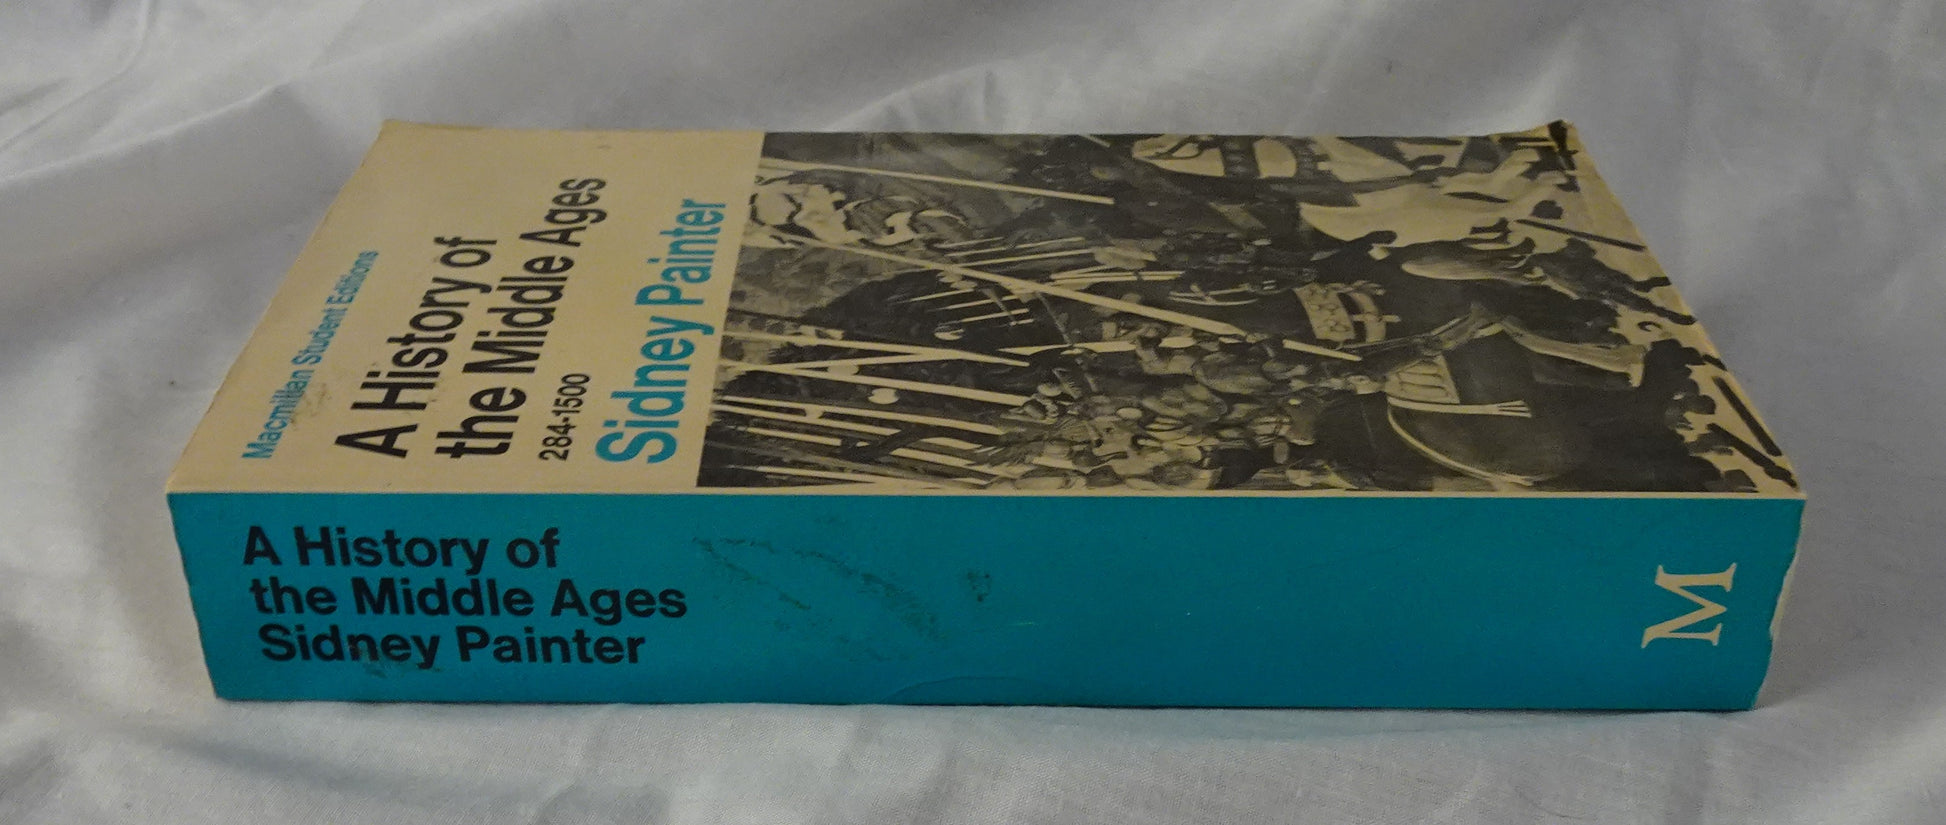 Macmillan Student Editions
A History of
the Middle Ages
284-1500
Sidney Painter
A History of
the Middle Ages
Sidney Painter
M